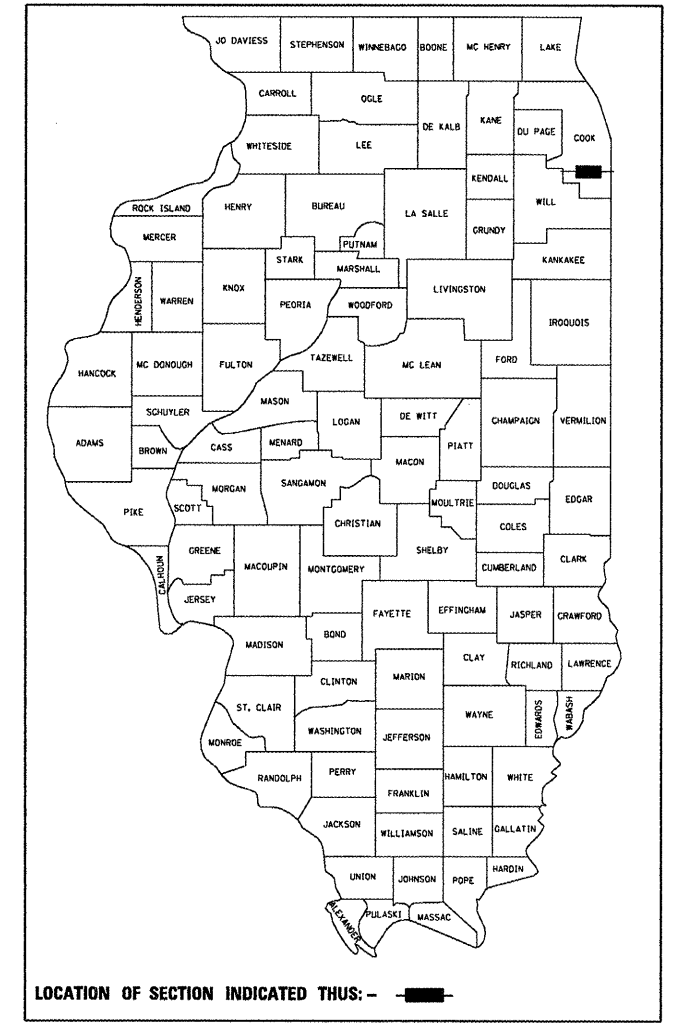 JO DAVIESS STEPHENSON WINNEBAGO BOONE MC HENRY LAKE
CARROLL OGLE DE KALB KANE DU PAGE COOK
WHITESIDE LEE
KENDALL
ROCK ISLAND HENRY BUREAU LA SALLE WILL
MERCER PUTNAM GRUNDY
STARK MARSHALL KANKAKEE
HENDERSON WARREN KNOX PEORIA WOODFORD LIVINGSTON IROQUOIS
HANCOCK MC DONOUGH FULTON TAZEWELL MC LEAN FORD
SCHUYLER MASON LOGAN DE WITT CHAMPAIGN VERMILION
ADAMS BROWN CASS MENARD PIATT
MACON
PIKE SCOTT MORGAN SANGAMON MOULTRIE DOUGLAS EDGAR
CHRISTIAN COLES
CALHOUN GREENE MACOUPIN MONTGOMERY SHELBY CUMBERLAND CLARK
JERSEY FAYETTE EFFINGHAM JASPER CRAWFORD
MADISON BOND
CLINTON MARION CLAY RICHLAND LAWRENCE
ST. CLAIR WAYNE EDWARDS WABASH
MONROE WASHINGTON JEFFERSON
RANDOLPH PERRY HAMILTON WHITE
FRANKLIN
JACKSON WILLIAMSON SALINE GALLATIN
UNION JOHNSON POPE HARDIN
ALEXANDER PULASKI MASSAC
LOCATION OF SECTION INDICATED THUS: –